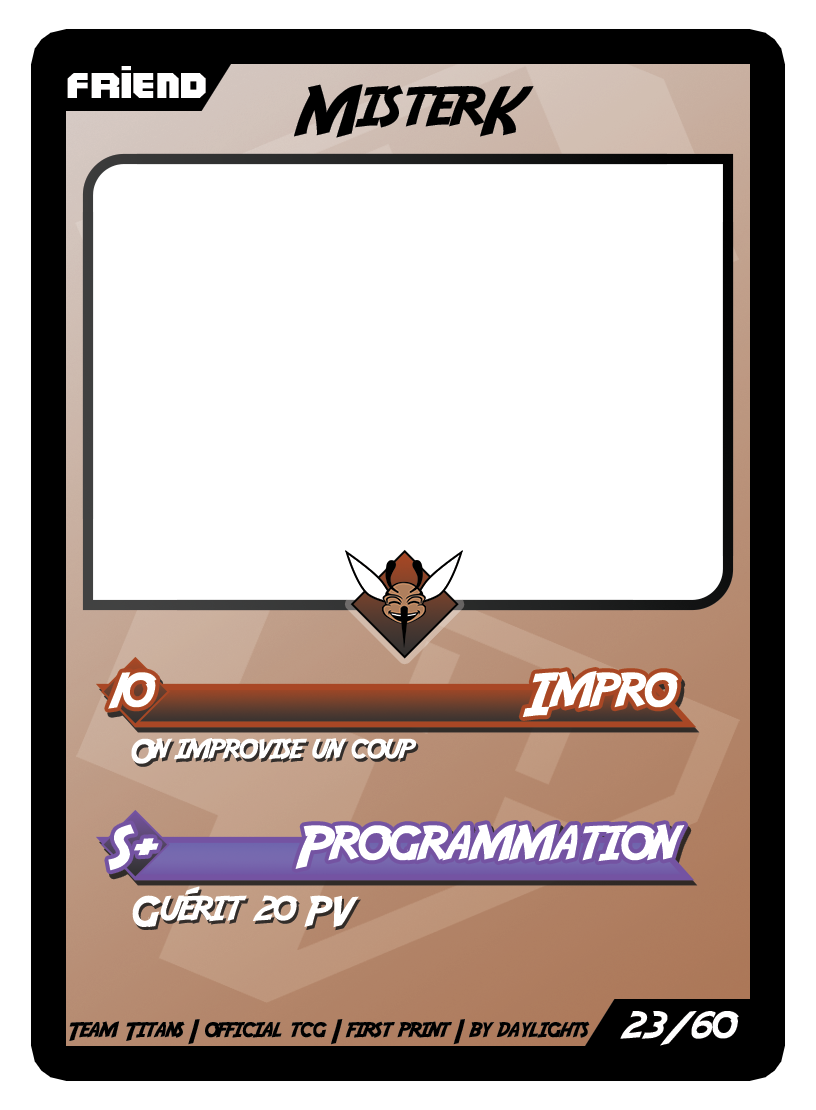 FRIEND
MISTERK
10 IMPRO
ON IMPROVISE UN COUP
S+ PROGRAMMATION
GUÉRIT 20 PV
TEAM TITANS | OFFICIAL TCG | FIRST PRINT | BY DAYLIGHTS
23/60